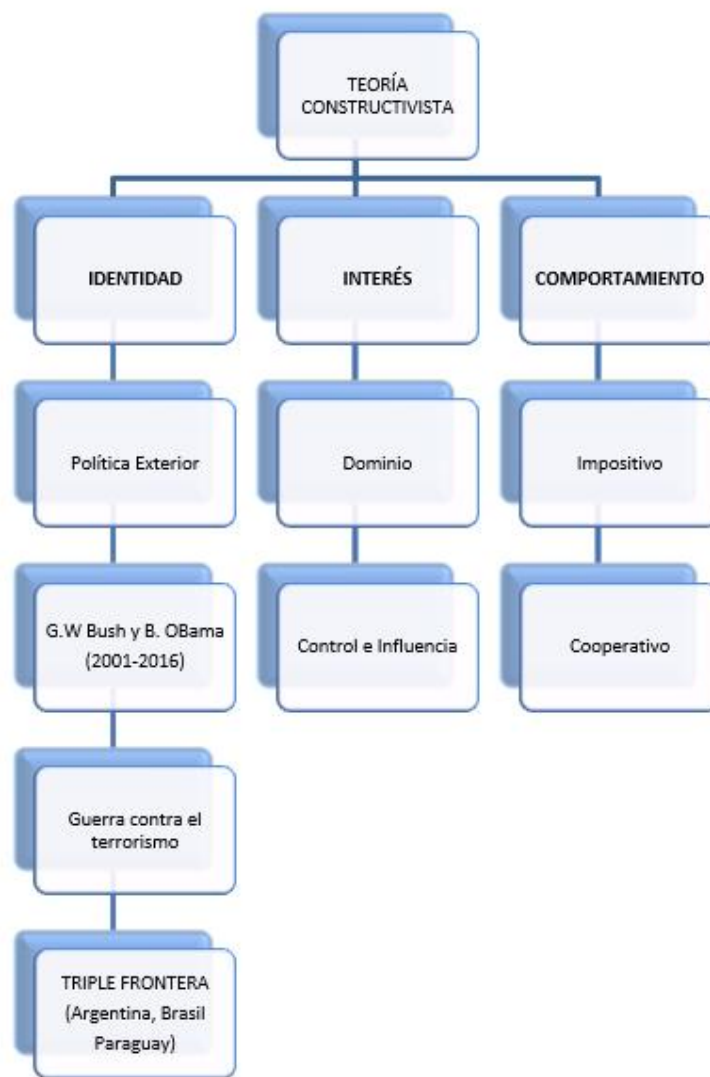 TEORÍA
CONSTRUCTIVISTA
IDENTIDAD
INTERÉS
COMPORTAMIENTO
Política Exterior
Dominio
Impositivo
G.W Bush y B. OBama
(2001-2016)
Control e Influencia
Cooperativo
Guerra contra el
terrorismo
TRIPLE FRONTERA
(Argentina, Brasil
Paraguay)